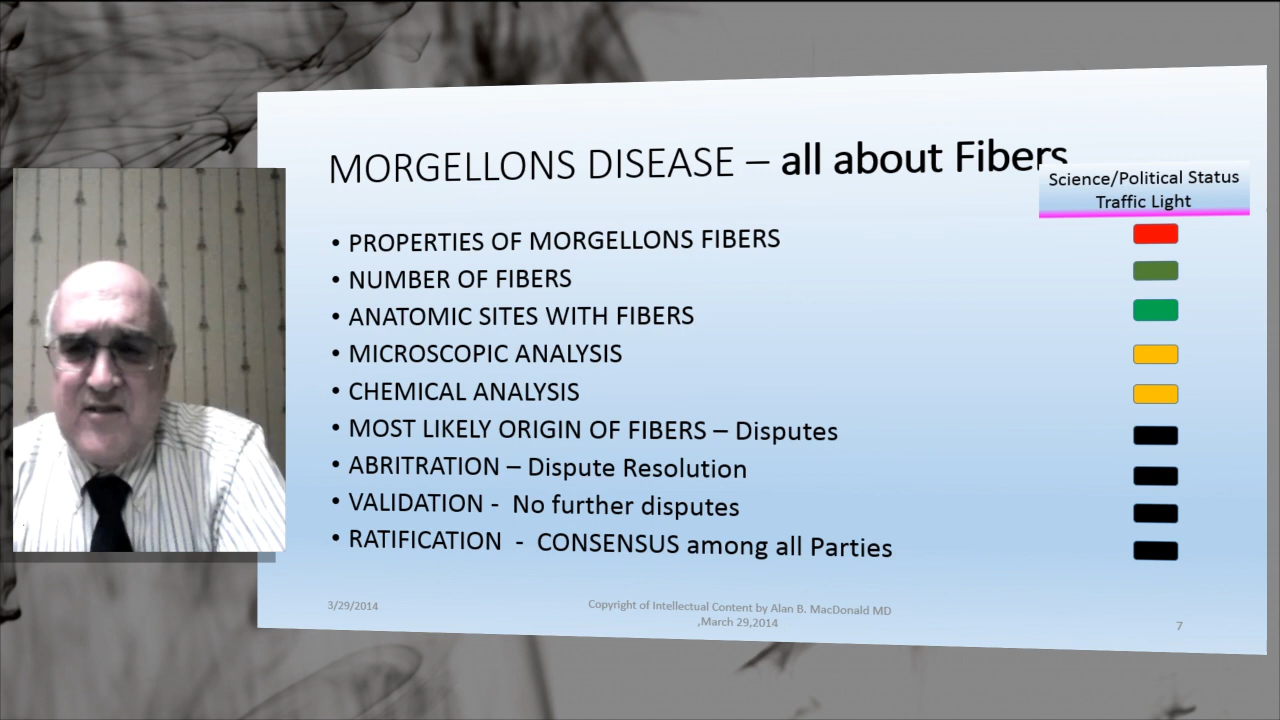 MORGELLONS DISEASE – all about Fibers
Science/Political Status
Traffic Light
• PROPERTIES OF MORGELLONS FIBERS
• NUMBER OF FIBERS
• ANATOMIC SITES WITH FIBERS
• MICROSCOPIC ANALYSIS
• CHEMICAL ANALYSIS
• MOST LIKELY ORIGIN OF FIBERS – Disputes
• ABRITRATION – Dispute Resolution
• VALIDATION - No further disputes
• RATIFICATION - CONSENSUS among all Parties
3/29/2014
Copyright of Intellectual Content by Alan B. MacDonald MD
,March 29,2014
7